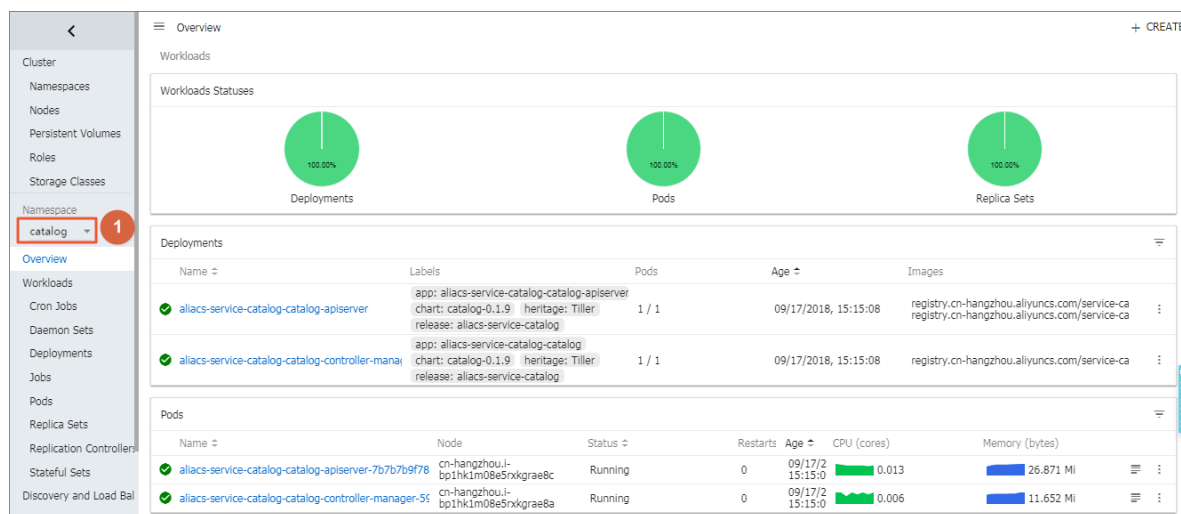 Overview
+ CREATE
Workloads
Cluster
Namespaces
Nodes
Persistent Volumes
Roles
Storage Classes
Namespace
catalog
1
Overview
Workloads
Cron Jobs
Daemon Sets
Deployments
Jobs
Pods
Replica Sets
Replication Controllers
Stateful Sets
Discovery and Load Bal
Workloads Statuses
100.00%
100.00%
100.00%
Deployments
Pods
Replica Sets
Deployments
Name Labels Pods Age Images
aliacs-service-catalog-catalog-apiserver
app: aliacs-service-catalog-catalog-apiserver
chart: catalog-0.1.9 heritage: Tiller
release: aliacs-service-catalog
1 / 1
09/17/2018, 15:15:08
registry.cn-hangzhou.aliyuncs.com/service-ca
registry.cn-hangzhou.aliyuncs.com/service-ca
aliacs-service-catalog-catalog-controller-manag
app: aliacs-service-catalog-catalog
chart: catalog-0.1.9 heritage: Tiller
release: aliacs-service-catalog
1 / 1
09/17/2018, 15:15:08
registry.cn-hangzhou.aliyuncs.com/service-ca
Pods
Name Node Status Restarts Age CPU (cores) Memory (bytes)
aliacs-service-catalog-catalog-apiserver-7b7b7b9f78
cn-hangzhou.i-
bp1hk1m08e5rxkgrae8c
Running
0
09/17/2
15:15:0
0.013
26.871 Mi
aliacs-service-catalog-catalog-controller-manager-59
cn-hangzhou.i-
bp1hk1m08e5rxkgrae8a
Running
0
09/17/2
15:15:0
0.006
11.652 Mi